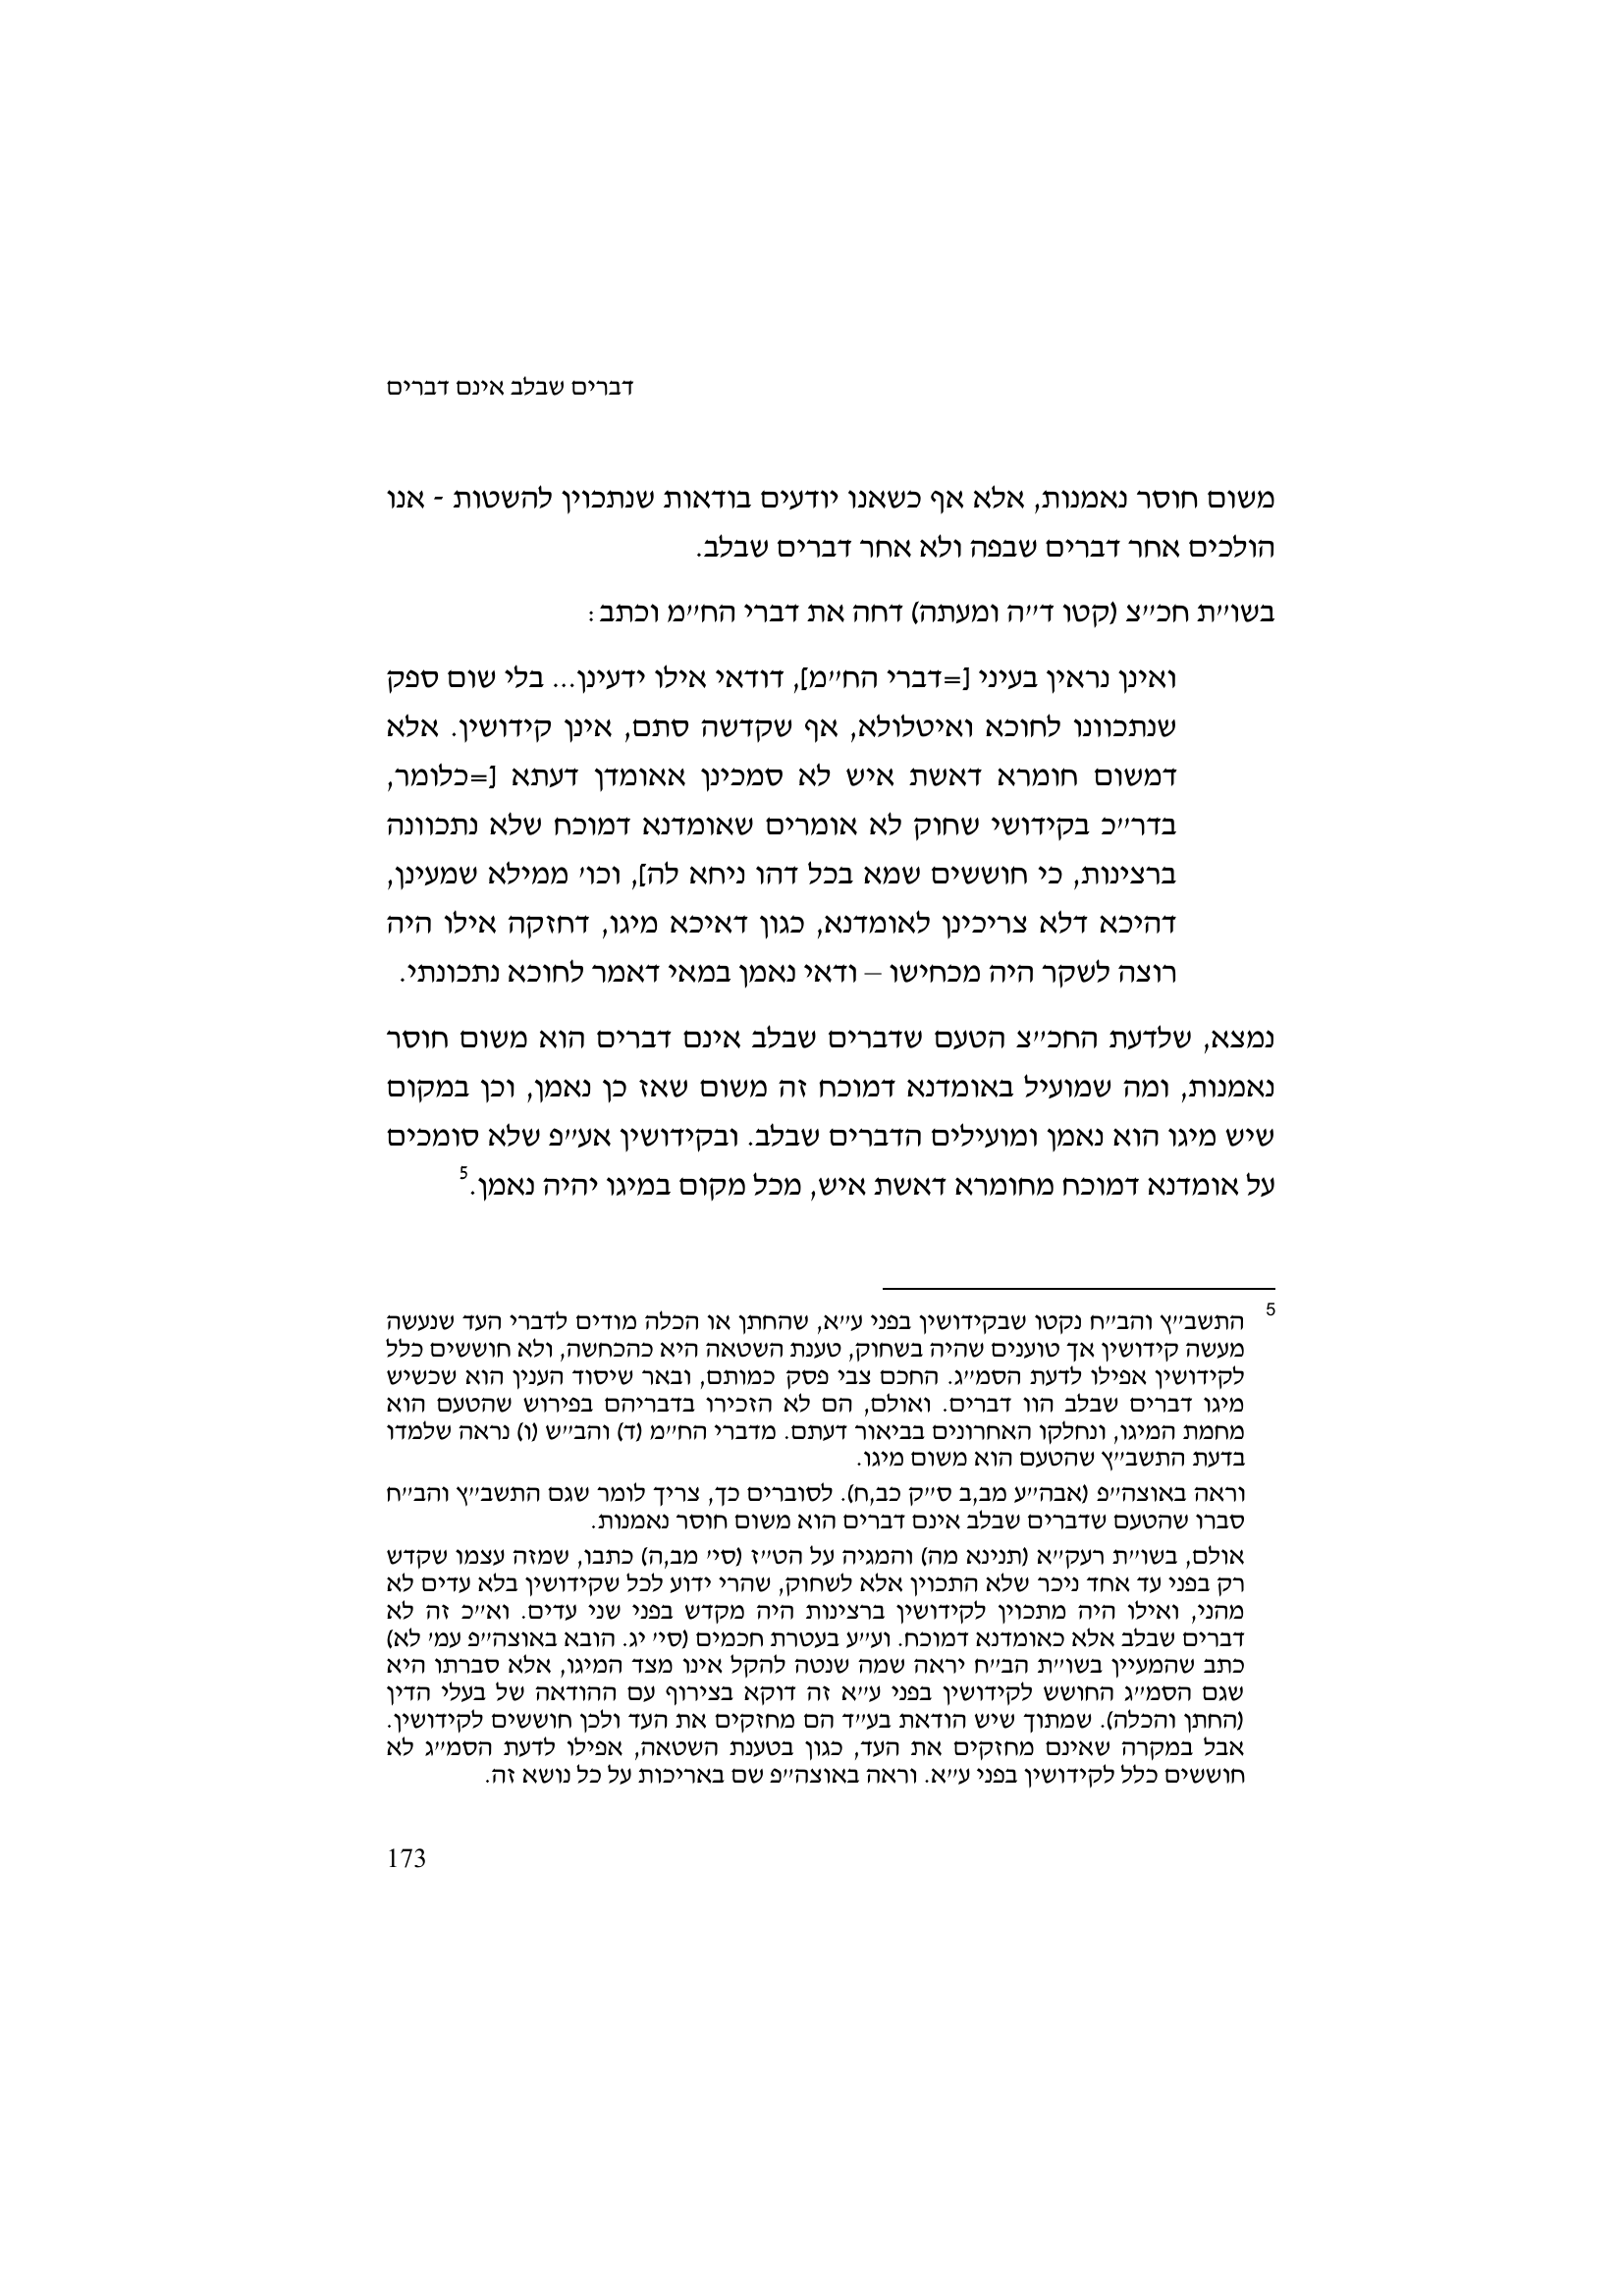 דברים שבלב אינם דברים
משום חוסר נאמנות, אלא אף כשאנו יודעים בודאות שנתכוין להשטות - אנו
הולכים אחר דברים שבפה ולא אחר דברים שבלב.
בשו״ת חכ״צ (קטו ד״ה ומעתה) דחה את דברי הח״מ וכתב:
ואינן נראין בעיני [=דברי הח״מ], דודאי אילו ידעינן... בלי שום ספק
שנתכוונו לחוכא ואיטלולא, אף שקדשה סתם, אינן קידושין. אלא
דמשום חומרא דאשת איש לא סמכינן אאומדן דעתא [=כלומר,
בדר״כ בקידושי שחוק לא אומרים שאומדנא דמוכח שלא נתכוונה
ברצינות, כי חוששים שמא בכל דהו ניחא לה], וכו׳ ממילא שמעינן,
דהיכא דלא צריכינן לאומדנא, כגון דאיכא מיגו, דחזקה אילו היה
רוצה לשקר היה מכחישו – ודאי נאמן במאי דאמר לחוכא נתכונתי.
נמצא, שלדעת החכ״צ הטעם שדברים שבלב אינם דברים הוא משום חוסר
נאמנות, ומה שמועיל באומדנא דמוכח זה משום שאז כן נאמן, וכן במקום
שיש מיגו הוא נאמן ומועילים הדברים שבלב. ובקידושין אע״פ שלא סומכים
על אומדנא דמוכח מחומרא דאשת איש, מכל מקום במיגו יהיה נאמן.5
5 התשב״ץ והב״ח נקטו שבקידושין בפני ע״א, שהחתן או הכלה מודים לדברי העד שנעשה
מעשה קידושין אך טוענים שהיה בשחוק, טענת השטאה היא כהכחשה, ולא חוששים כלל
לקידושין אפילו לדעת הסמ״ג. החכם צבי פסק כמותם, ובאר שיסוד הענין הוא שכשיש
מיגו דברים שבלב הוו דברים. ואולם, הם לא הזכירו בדבריהם בפירוש שהטעם הוא
מחמת המיגו, ונחלקו האחרונים בביאור דעתם. מדברי הח״מ (ד) והב״ש (ו) נראה שלמדו
בדעת התשב״ץ שהטעם הוא משום מיגו.
וראה באוצה״פ (אבה״ע מב,ב ס״ק כב,ח). לסוברים כך, צריך לומר שגם התשב״ץ והב״ח
סברו שהטעם שדברים שבלב אינם דברים הוא משום חוסר נאמנות.
אולם, בשו״ת רעק״א (תנינא מה) והמגיה על הט״ז (סי׳ מב,ה) כתבו, שמזה עצמו שקדש
רק בפני עד אחד ניכר שלא התכוין אלא לשחוק, שהרי ידוע לכל שקידושין בלא עדים לא
מהני, ואילו היה מתכוין לקידושין ברצינות היה מקדש בפני שני עדים. וא״כ זה לא
דברים שבלב אלא כאומדנא דמוכח. וע״ע בעטרת חכמים (סי׳ יג. הובא באוצה״פ עמ׳ לא)
כתב שהמעיין בשו״ת הב״ח יראה שמה שנטה להקל אינו מצד המיגו, אלא סברתו היא
שגם הסמ״ג החושש לקידושין בפני ע״א זה דוקא בצירוף עם ההודאה של בעלי הדין
(החתן והכלה). שמתוך שיש הודאת בע״ד הם מחזקים את העד ולכן חוששים לקידושין.
אבל במקרה שאינם מחזקים את העד, כגון בטענת השטאה, אפילו לדעת הסמ״ג לא
חוששים כלל לקידושין בפני ע״א. וראה באוצה״פ שם באריכות על כל נושא זה.
173